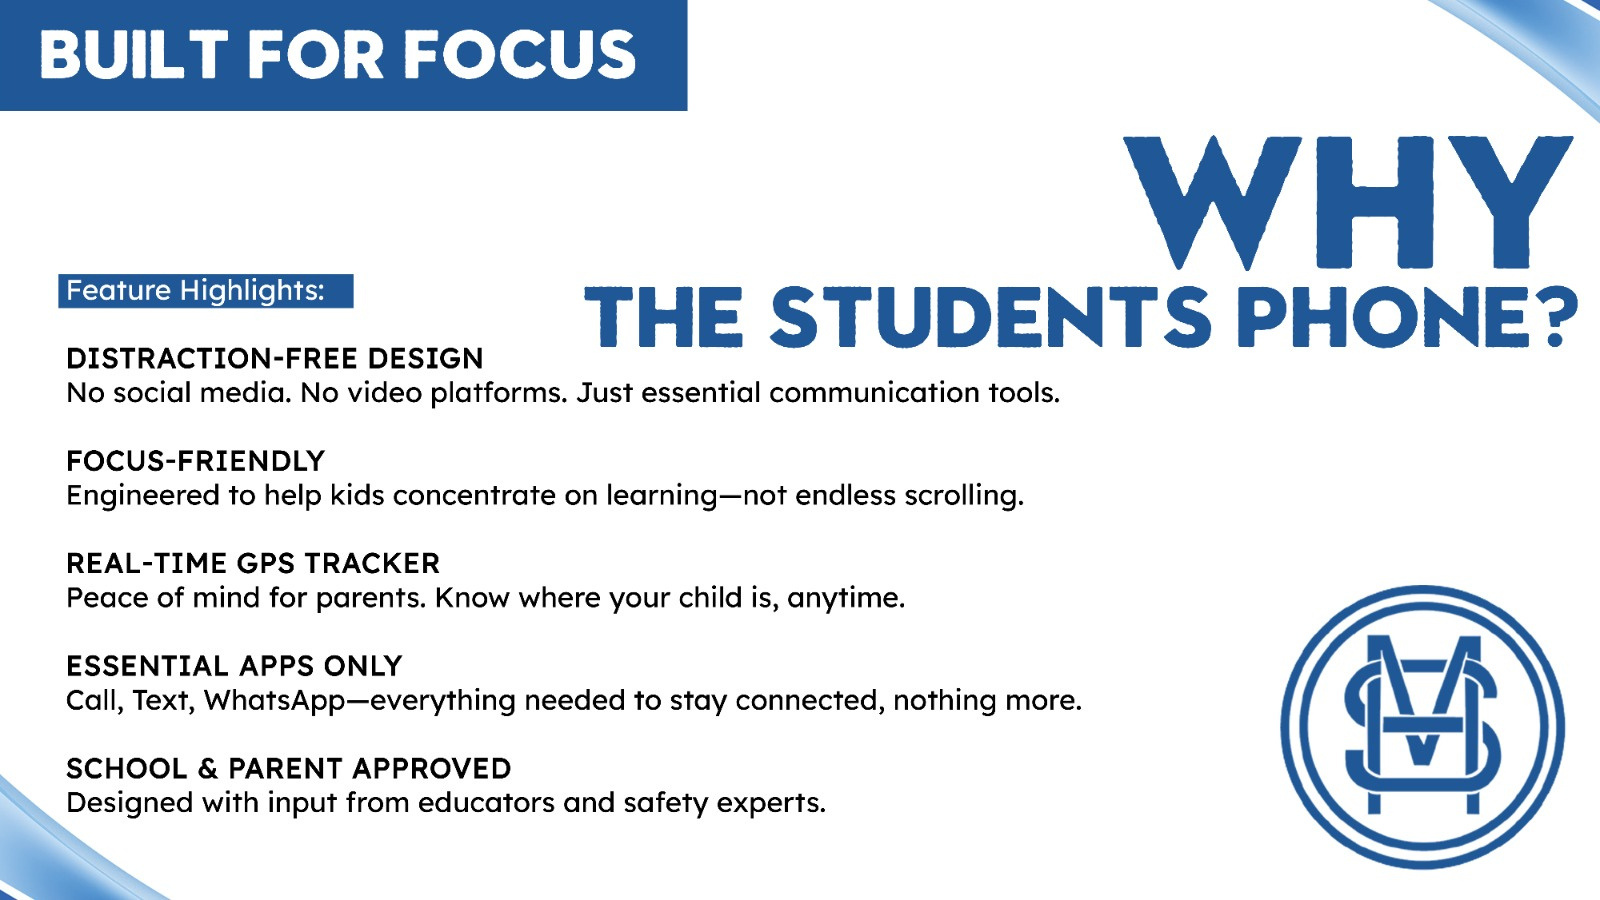 BUILT FOR FOCUS
WHY
THE STUDENTS PHONE?
Feature Highlights:
DISTRACTION-FREE DESIGN
No social media. No video platforms. Just essential communication tools.
FOCUS-FRIENDLY
Engineered to help kids concentrate on learning—not endless scrolling.
REAL-TIME GPS TRACKER
Peace of mind for parents. Know where your child is, anytime.
ESSENTIAL APPS ONLY
Call, Text, WhatsApp—everything needed to stay connected, nothing more.
SCHOOL & PARENT APPROVED
Designed with input from educators and safety experts.